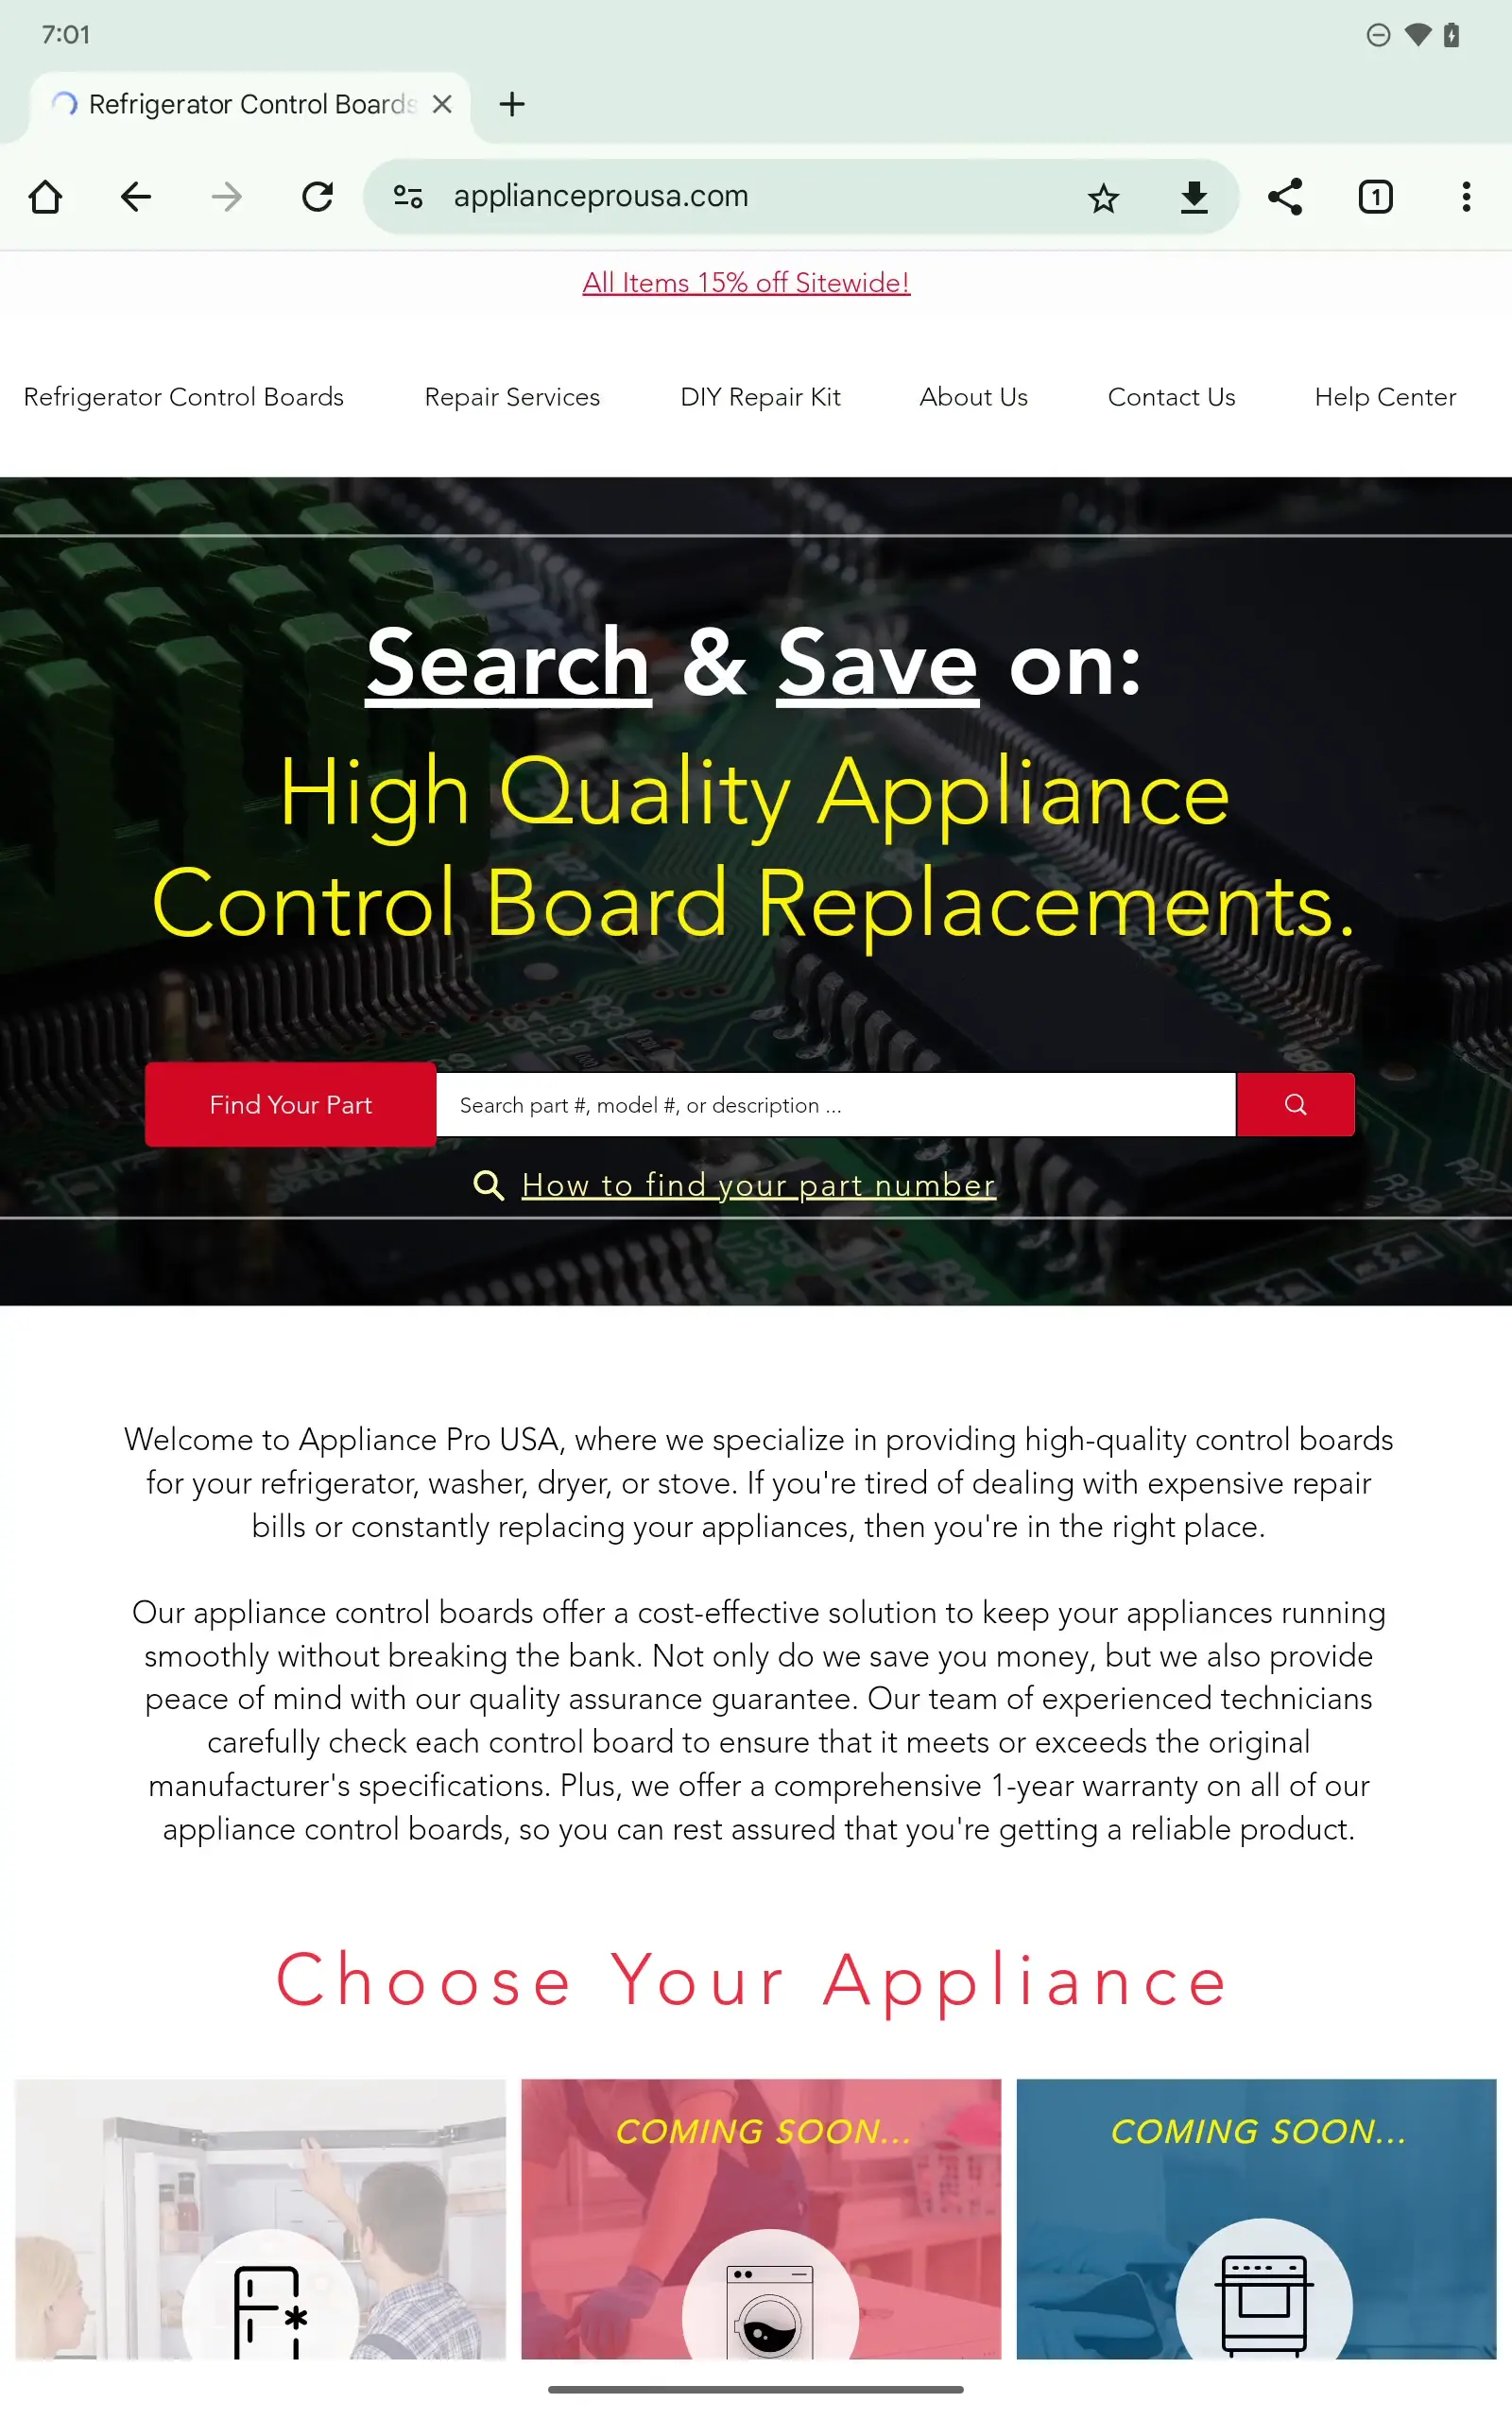 7:01
Refrigerator Control Boards
applianceprousa.com
1
All Items 15% off Sitewide!
Refrigerator Control Boards
Repair Services
DIY Repair Kit
About Us
Contact Us
Help Center
Search & Save on:
High Quality Appliance
Control Board Replacements.
Find Your Part
Search part #, model #, or description ...
How to find your part number
Welcome to Appliance Pro USA, where we specialize in providing high-quality control boards
for your refrigerator, washer, dryer, or stove. If you're tired of dealing with expensive repair
bills or constantly replacing your appliances, then you're in the right place.
Our appliance control boards offer a cost-effective solution to keep your appliances running
smoothly without breaking the bank. Not only do we save you money, but we also provide
peace of mind with our quality assurance guarantee. Our team of experienced technicians
carefully check each control board to ensure that it meets or exceeds the original
manufacturer's specifications. Plus, we offer a comprehensive 1-year warranty on all of our
appliance control boards, so you can rest assured that you're getting a reliable product.
Choose Your Appliance
COMING SOON...
COMING SOON...